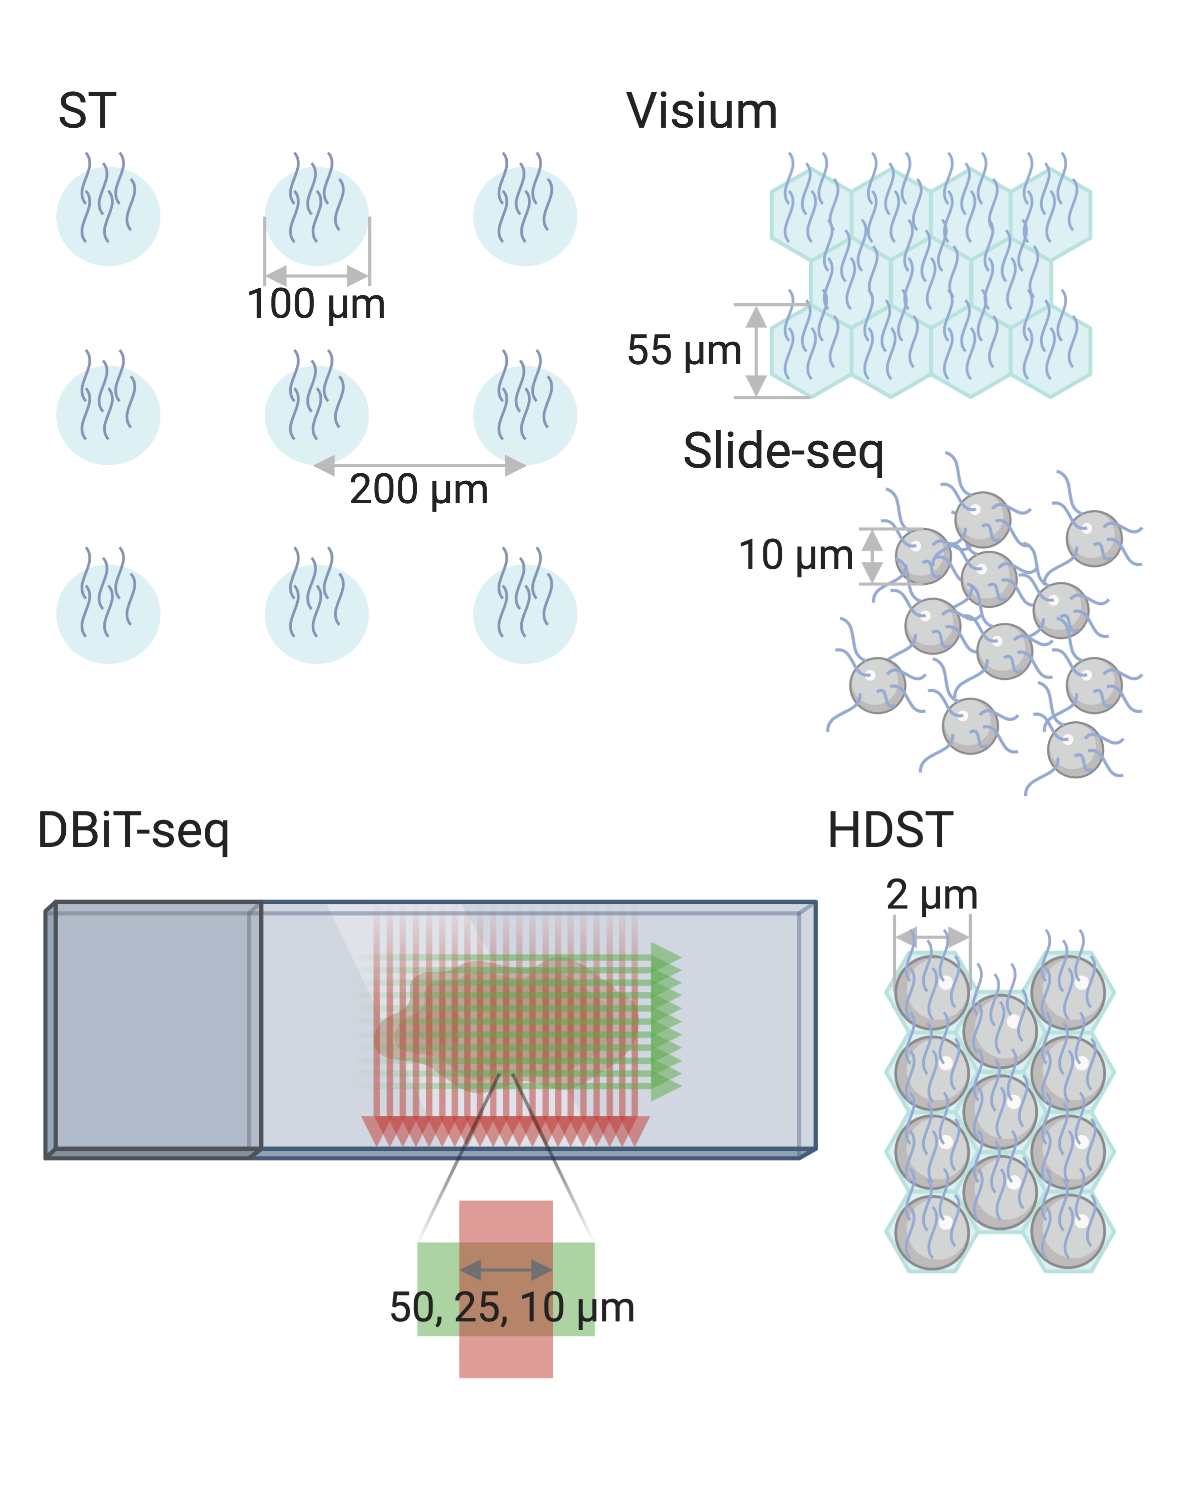 ST
Visium
100 µm
55 µm
Slide-seq
200 µm
10 µm
DBiT-seq
HDST
2 µm
50, 25, 10 µm